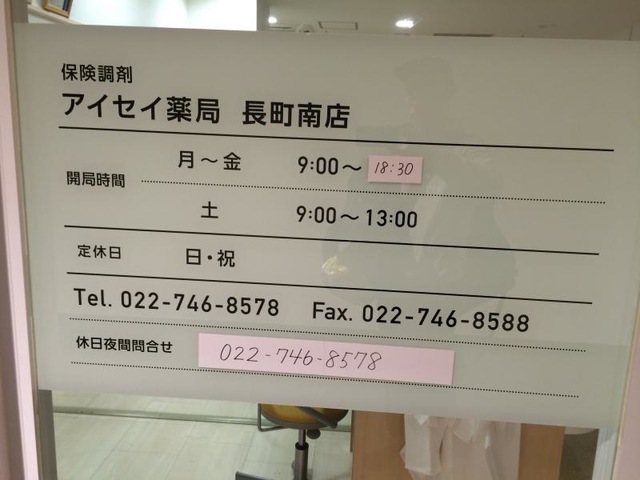 保険調剤
アイセイ薬局 長町南店
開局時間 月～金 9:00～ 18:30
土 9:00～13:00
定休日 日・祝
Tel. 022-746-8578 Fax. 022-746-8588
休日夜間問合せ 022-746-8578